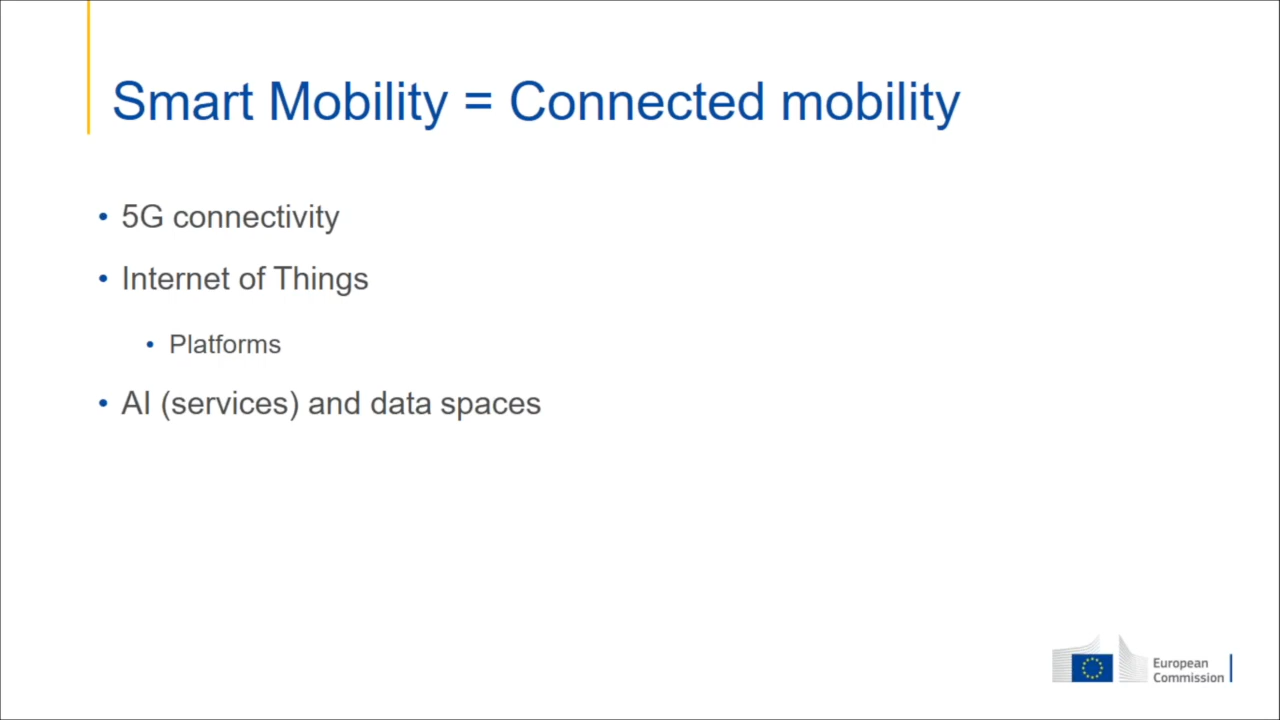 Smart Mobility = Connected mobility
• 5G connectivity
• Internet of Things
• Platforms
• AI (services) and data spaces
European
Commission